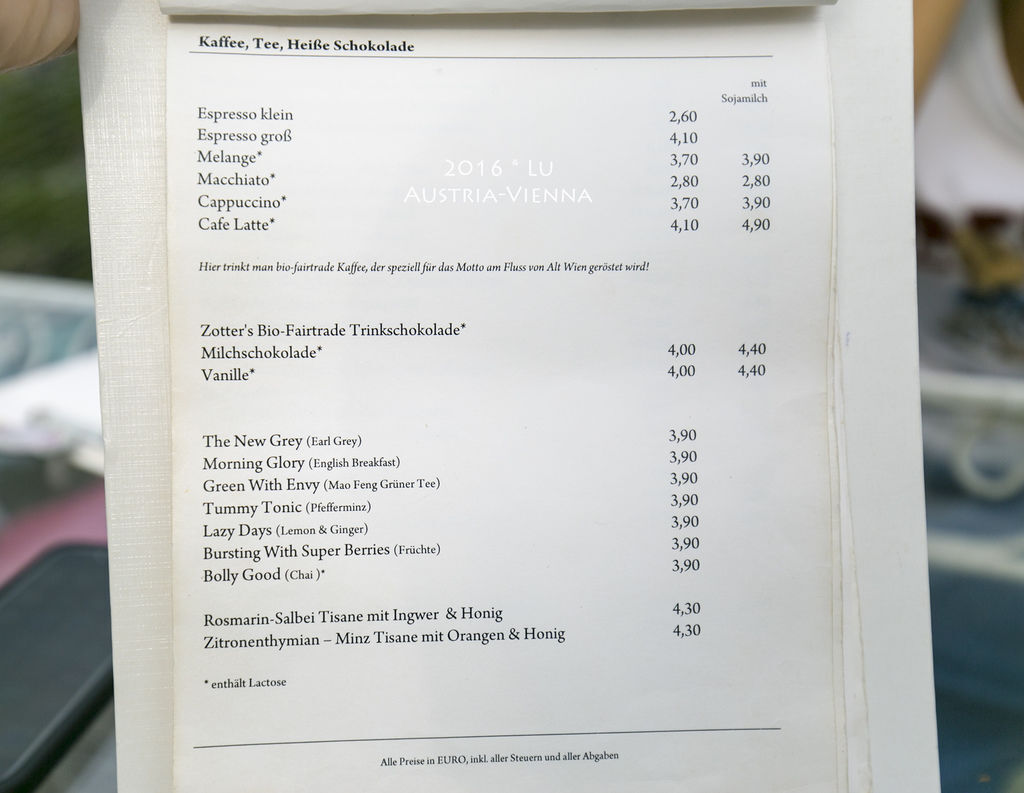 Kaffee, Tee, Heiße Schokolade
mit
Sojamilch
Espresso klein 2,60
Espresso groß 4,10
Melange* 3,70 3,90
Macchiato* 2,80 2,80
Cappuccino* 3,70 3,90
Cafe Latte* 4,10 4,90
2016 * LU
AUSTRIA-VIENNA
Hier trinkt man bio-fairtrade Kaffee, der speziell für das Motto am Fluss von Alt Wien geröstet wird!
Zotter's Bio-Fairtrade Trinkschokolade*
Milchschokolade* 4,00 4,40
Vanille* 4,00 4,40
The New Grey (Earl Grey) 3,90
Morning Glory (English Breakfast) 3,90
Green With Envy (Mao Feng Grüner Tee) 3,90
Tummy Tonic (Pfefferminz) 3,90
Lazy Days (Lemon & Ginger) 3,90
Bursting With Super Berries (Früchte) 3,90
Bolly Good (Chai )* 3,90
Rosmarin-Salbei Tisane mit Ingwer & Honig 4,30
Zitronenthymian – Minz Tisane mit Orangen & Honig 4,30
* enthält Lactose
Alle Preise in EURO, inkl. aller Steuern und aller Abgaben